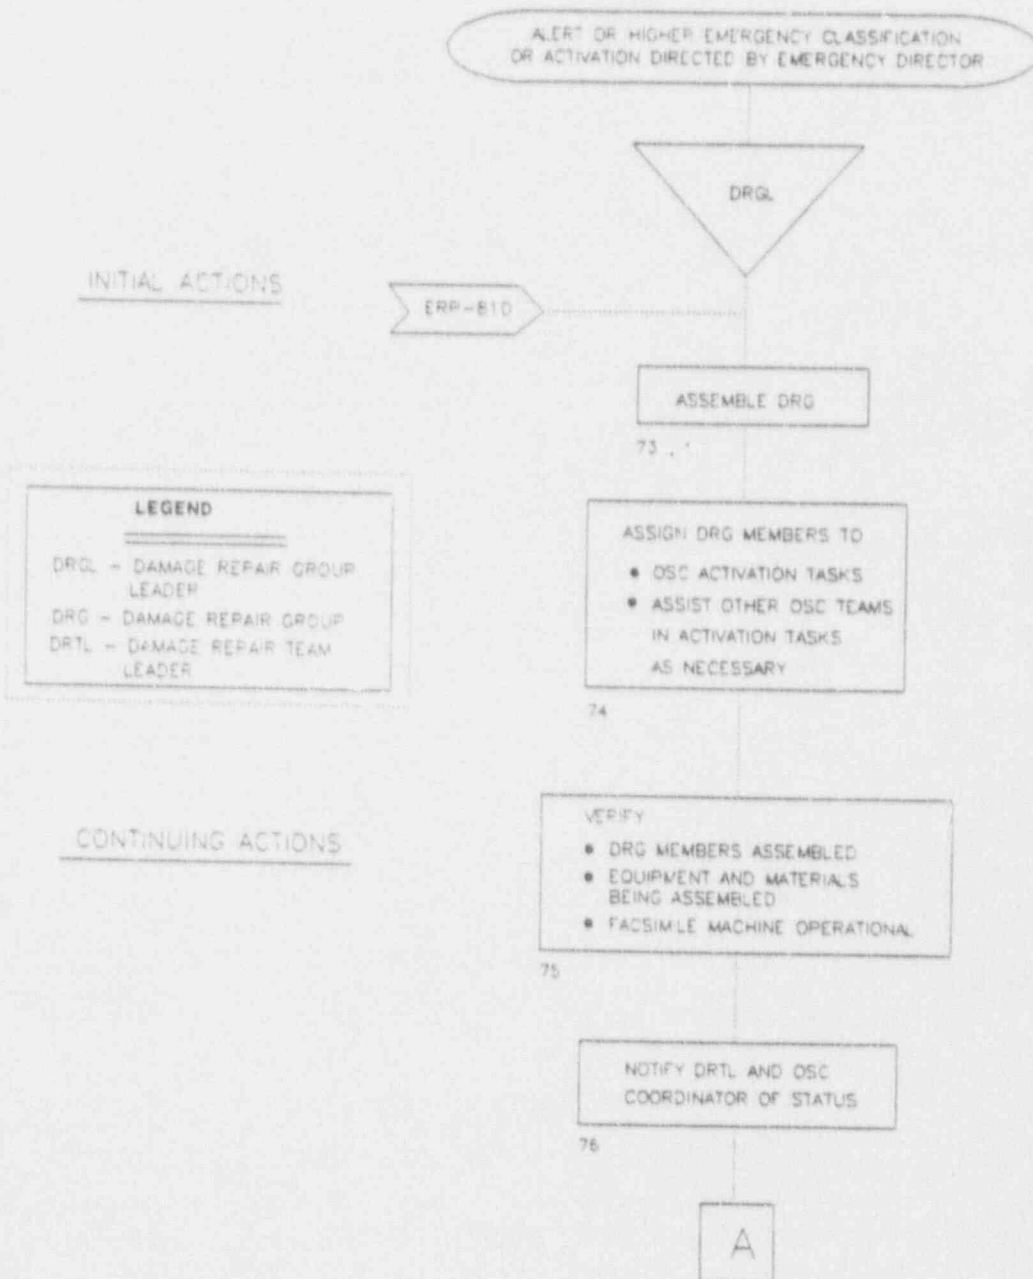 ALERT OR HIGHER EMERGENCY CLASSIFICATION
OR ACTIVATION DIRECTED BY EMERGENCY DIRECTOR
DRGL
INITIAL ACTIONS
ERP-810
ASSEMBLE DRG
73
LEGEND
DRGL - DAMAGE REPAIR GROUP
LEADER
DRG - DAMAGE REPAIR GROUP
DRTL - DAMAGE REPAIR TEAM
LEADER
ASSIGN DRG MEMBERS TO
• OSC ACTIVATION TASKS
• ASSIST OTHER OSC TEAMS
IN ACTIVATION TASKS
AS NECESSARY
74
CONTINUING ACTIONS
VERIFY
• DRG MEMBERS ASSEMBLED
• EQUIPMENT AND MATERIALS
BEING ASSEMBLED
• FACSIMILE MACHINE OPERATIONAL
75
NOTIFY DRTL AND OSC
COORDINATOR OF STATUS
76
A